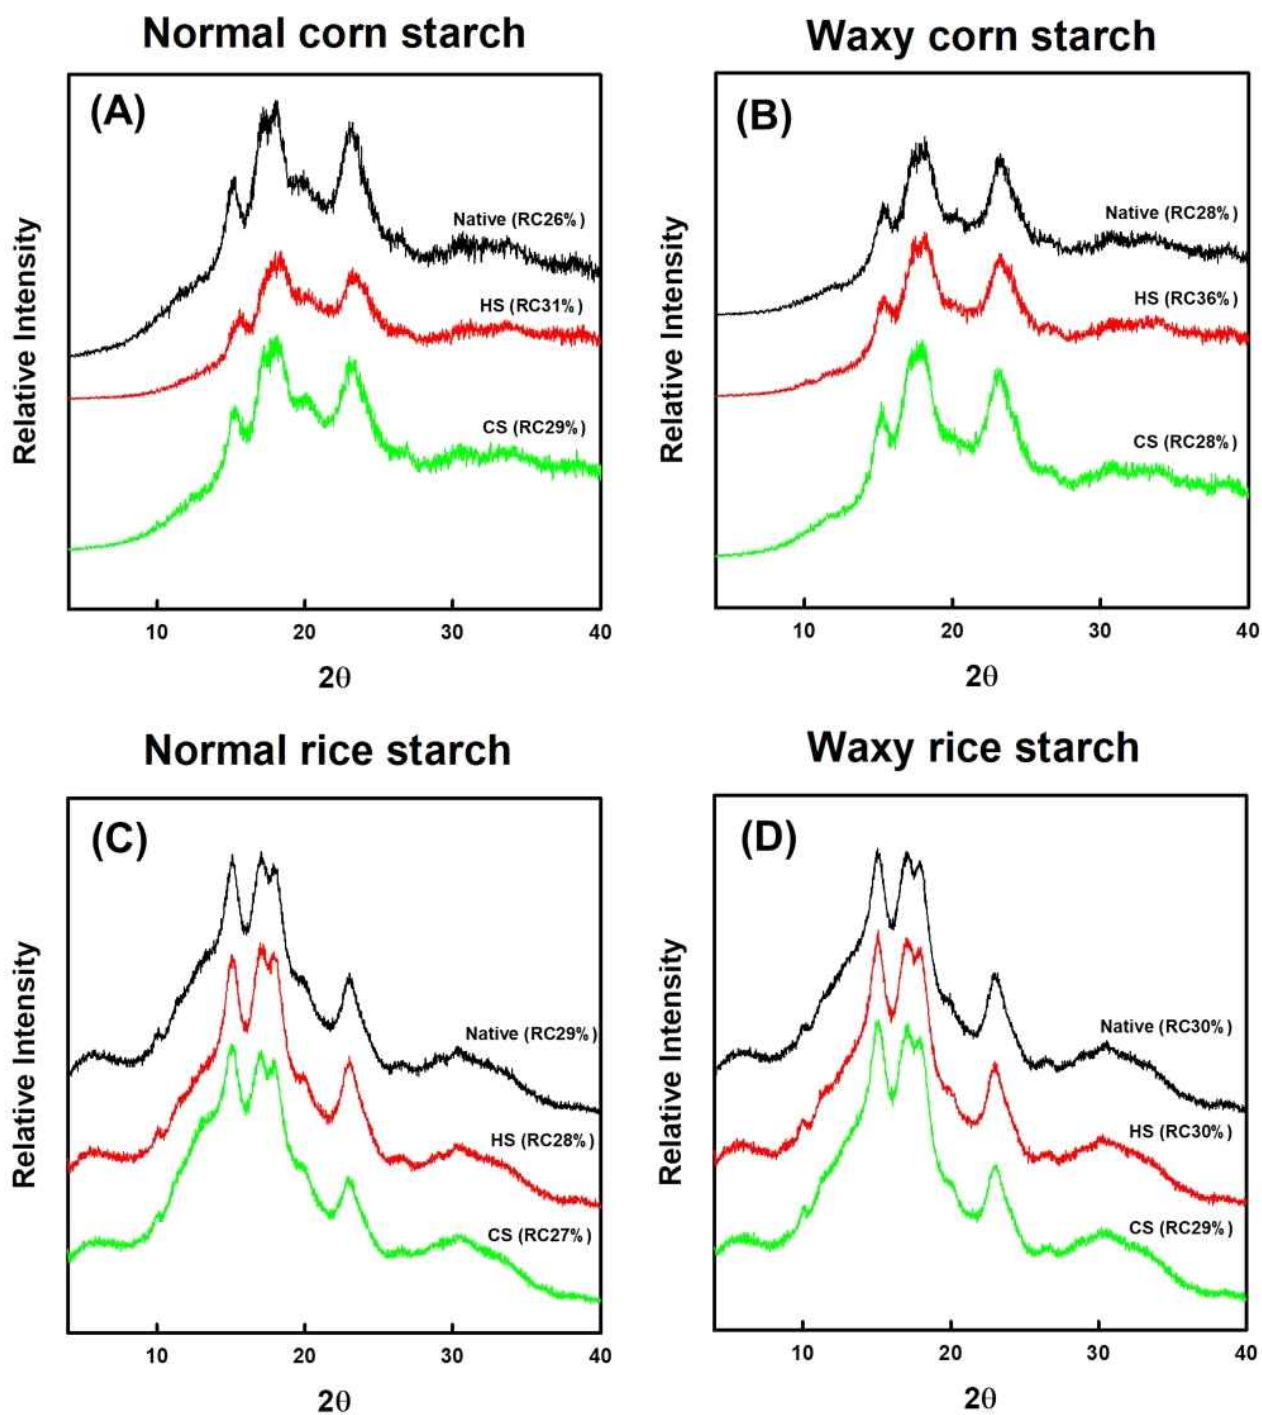 Normal corn starch
Waxy corn starch
(A)
Native (RC26%)
HS (RC31%)
CS (RC29%)
Relative Intensity
10 20 30 40
2θ
(B)
Native (RC28%)
HS (RC36%)
CS (RC28%)
Relative Intensity
10 20 30 40
2θ
Normal rice starch
Waxy rice starch
(C)
Native (RC29%)
HS (RC28%)
CS (RC27%)
Relative Intensity
10 20 30 40
2θ
(D)
Native (RC30%)
HS (RC30%)
CS (RC29%)
Relative Intensity
10 20 30 40
2θ